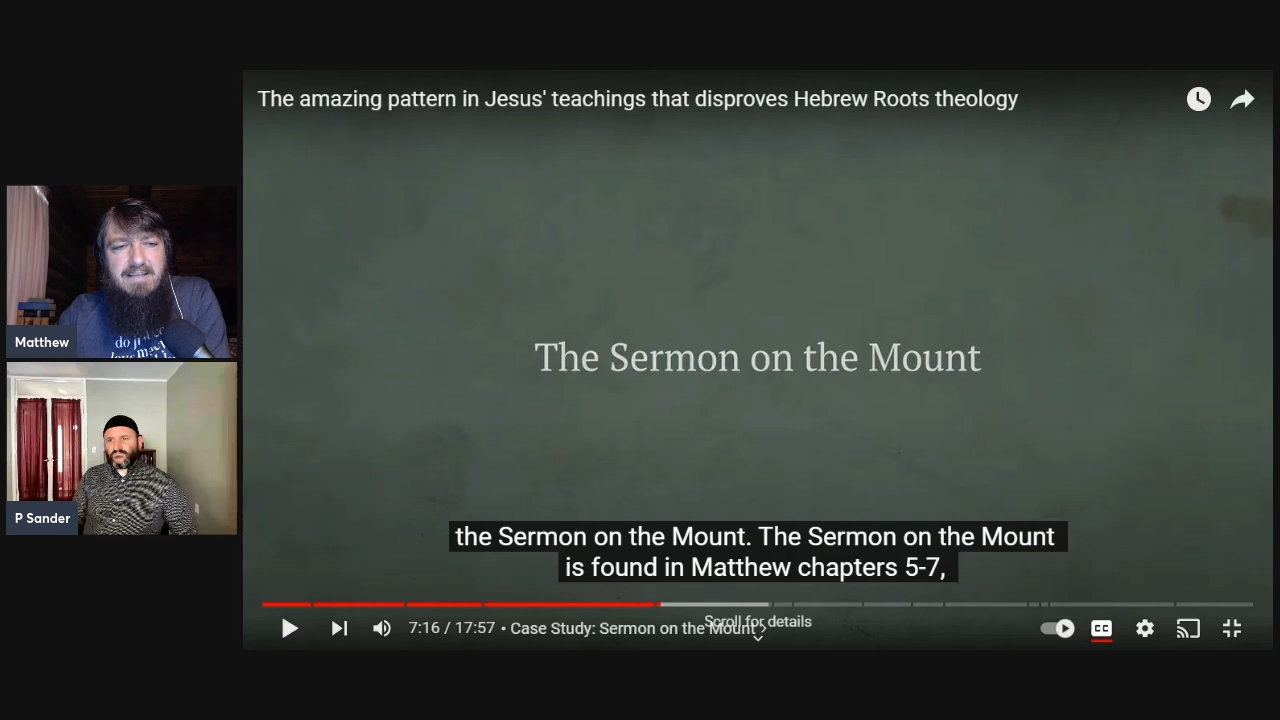 The amazing pattern in Jesus' teachings that disproves Hebrew Roots theology
Matthew
P Sander
The Sermon on the Mount
the Sermon on the Mount. The Sermon on the Mount
is found in Matthew chapters 5-7,
Scroll for details
7:16 / 17:57 • Case Study: Sermon on the Mount
CC